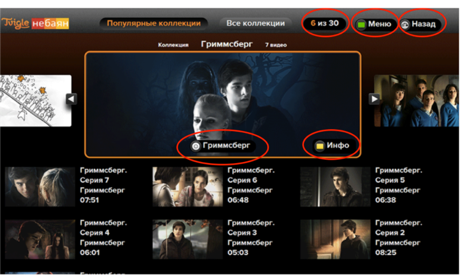 Tvigle небаян Популярные коллекции Все коллекции 6 из 30 Меню Назад
Коллекция Гриммсберг 7 видео
Гриммсберг Инфо
Гриммсберг.
Серия 7
Гриммсберг
07:51
Гриммсберг.
Серия 6
Гриммсберг
06:48
Гриммсберг.
Серия 5
Гриммсберг
06:38
Гриммсберг.
Серия 4
Гриммсберг
06:01
Гриммсберг.
Серия 3
Гриммсберг
05:03
Гриммсберг.
Серия 2
Гриммсберг
08:25